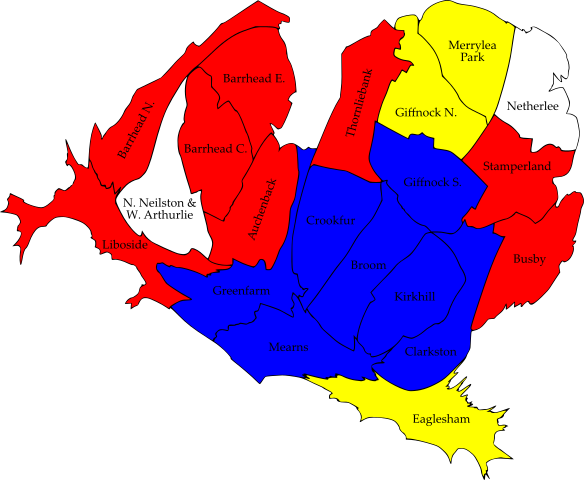 Merrylea
Park
Barrhead E.
Thornliebank
Netherlee
Giffnock N.
Barrhead N.
Barrhead C.
Stamperland
Giffnock S.
N. Neilston &
W. Arthurlie
Auchenback
Crookfur
Liboside
Busby
Broom
Greenfarm
Kirkhill
Mearns
Clarkston
Eaglesham